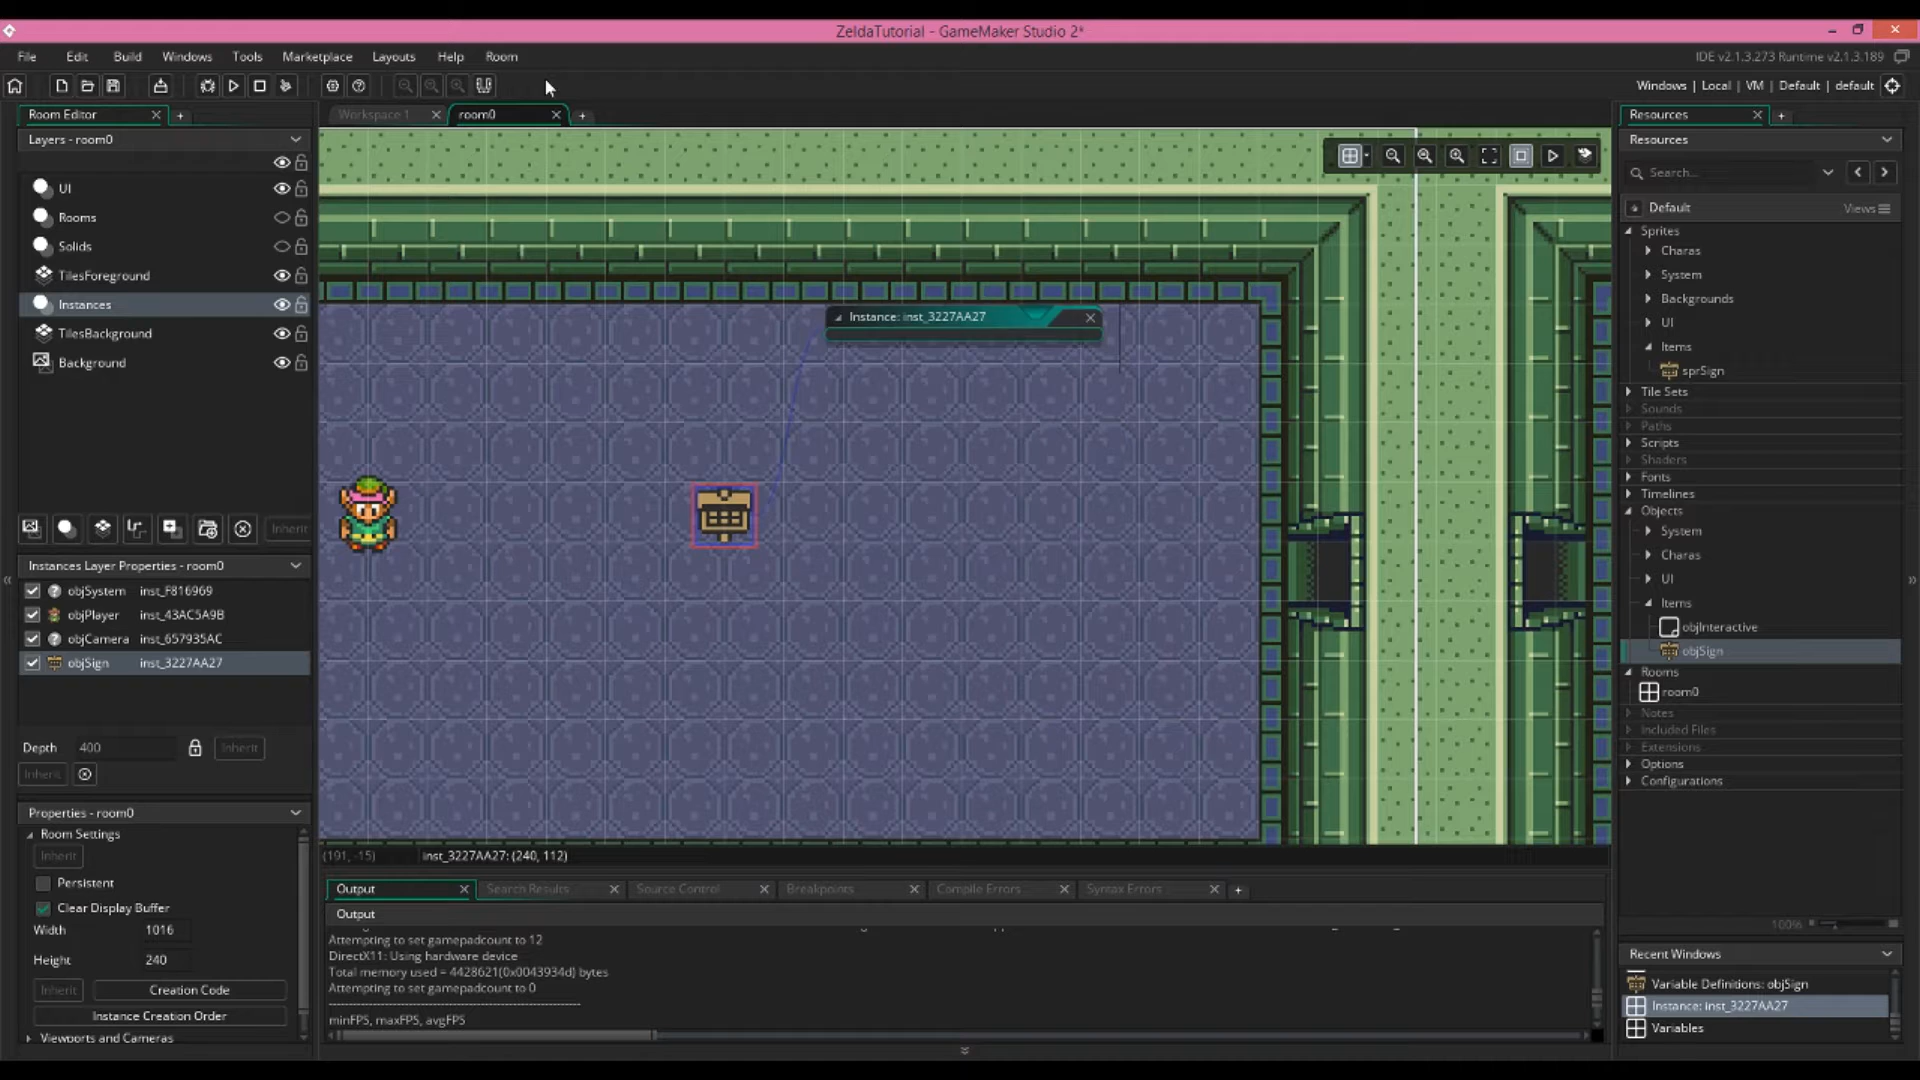 ZeldaTutorial - GameMaker Studio 2*
File Edit Build Windows Tools Marketplace Layouts Help Room
IDE v2.1.3.273 Runtime v2.1.3.189
Windows | Local | VM | Default | default
Room Editor
Workspace 1
room0
Resources
Layers - room0
Resources
Search...
UI
Rooms
Solids
TilesForeground
Instances
TilesBackground
Background
Inherit
Instance: inst_3227AA27
Default
Views
Sprites
Charas
System
Backgrounds
UI
Items
sprSign
Tile Sets
Sounds
Paths
Scripts
Shaders
Fonts
Timelines
Objects
System
Charas
UI
Items
objInteractive
objSign
Rooms
room0
Notes
Included Files
Extensions
Options
Configurations
100%
Instances Layer Properties - room0
objSystem inst_F816969
objPlayer inst_43AC5A9B
objCamera inst_657935AC
objSign inst_3227AA27
Depth 400 Inherit
Inherit
Properties - room0
Room Settings
Inherit
Persistent
Clear Display Buffer
Width 1016
Height 240
Inherit Creation Code
Instance Creation Order
Viewports and Cameras
(191, -15) inst_3227AA27: (240, 112)
Output Search Results Source Control Breakpoints Compile Errors Syntax Errors
Output
Attempting to set gamepadcount to 12
DirectX11: Using hardware device
Total memory used = 4428621(0x0043934d) bytes
Attempting to set gamepadcount to 0
minFPS, maxFPS, avgFPS
Recent Windows
Variable Definitions: objSign
Instance: inst_3227AA27
Variables